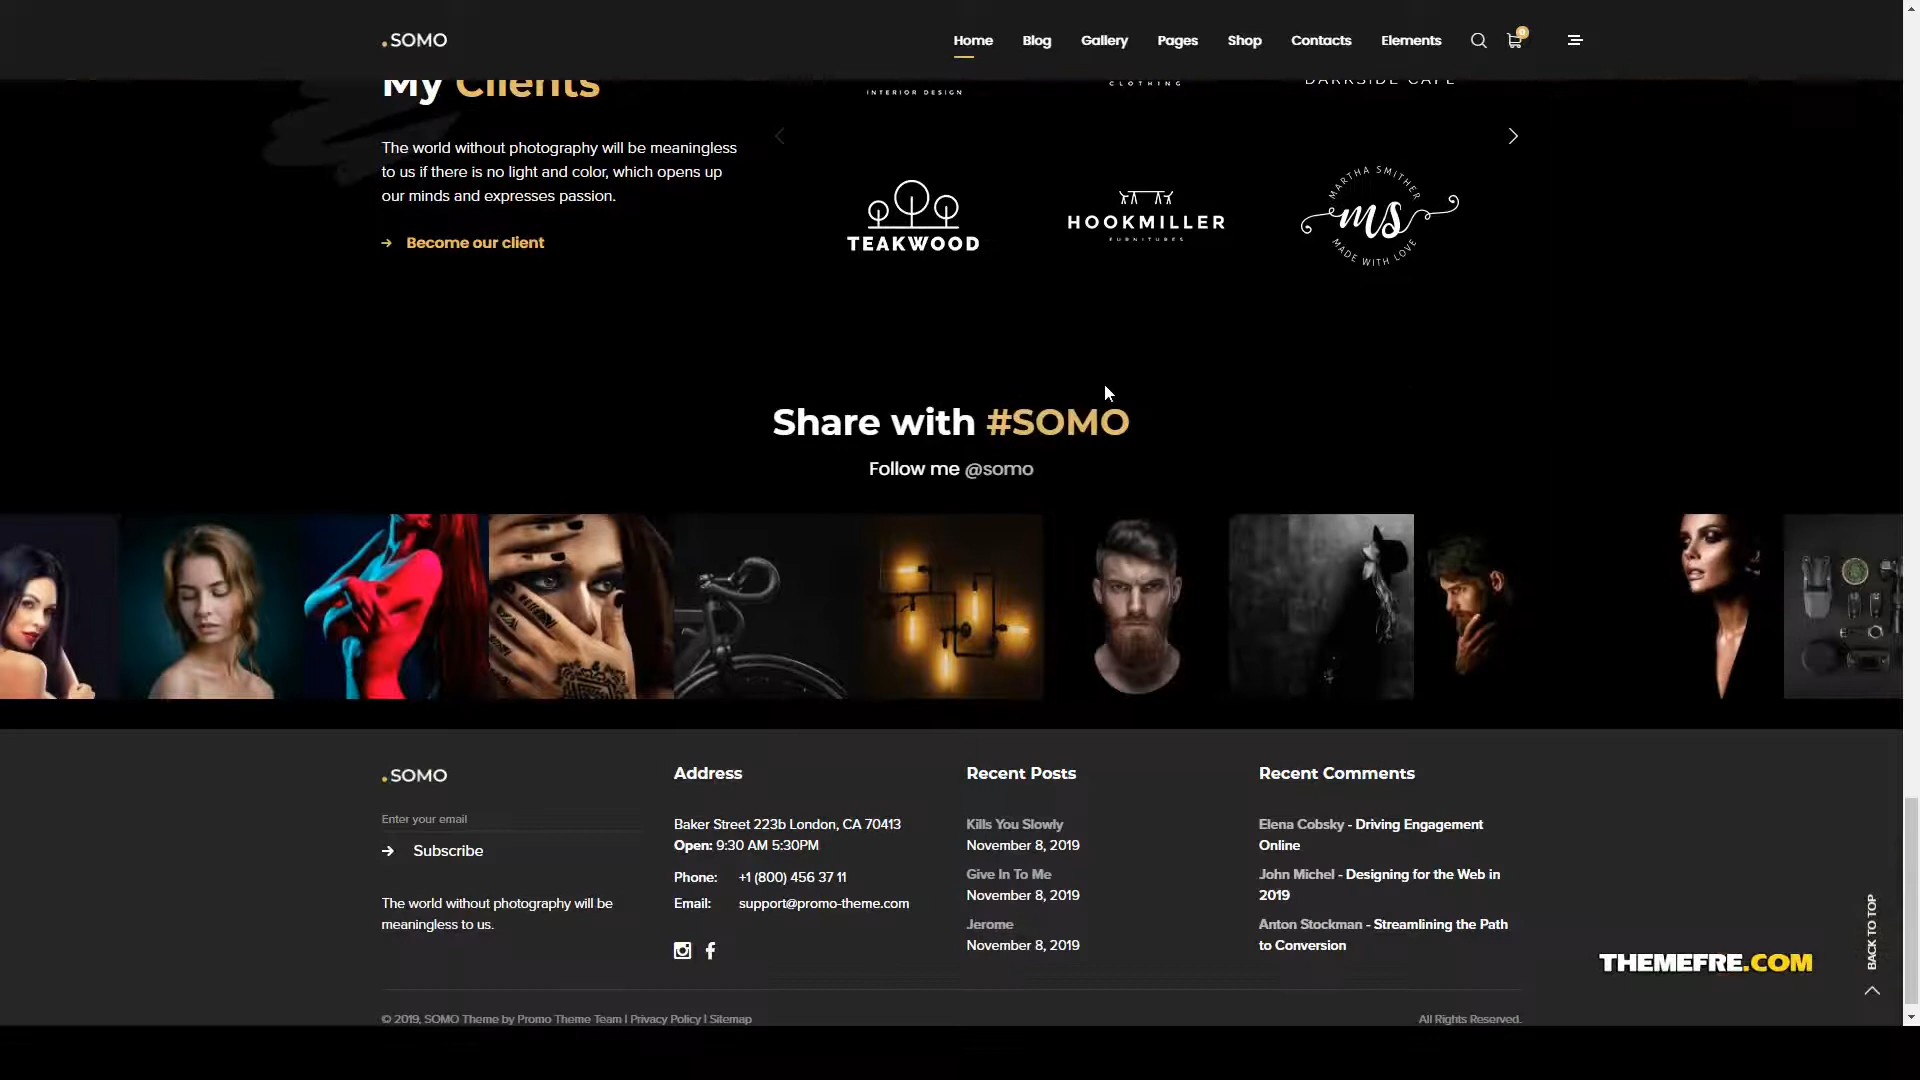 .SOMO
Home Blog Gallery Pages Shop Contacts Elements 0
My Clients
INTERIOR DESIGN
CLOTHING
DARKSIDE CAFE
The world without photography will be meaningless
to us if there is no light and color, which opens up
our minds and expresses passion.
Become our client
TEAKWOOD
HOOKMILLER
FURNITURES
MARTHA SMITHER
ms
MADE WITH LOVE
Share with #SOMO
Follow me @somo
.SOMO
Enter your email
Subscribe
The world without photography will be
meaningless to us.
Address
Baker Street 223b London, CA 70413
Open: 9:30 AM 5:30PM
Phone: +1 (800) 456 37 11
Email: support@promo-theme.com
Recent Posts
Kills You Slowly
November 8, 2019
Give In To Me
November 8, 2019
Jerome
November 8, 2019
Recent Comments
Elena Cobsky - Driving Engagement
Online
John Michel - Designing for the Web in
2019
Anton Stockman - Streamlining the Path
to Conversion
BACK TO TOP
THEMEFRE.COM
© 2019, SOMO Theme by Promo Theme Team | Privacy Policy | Sitemap
All Rights Reserved.